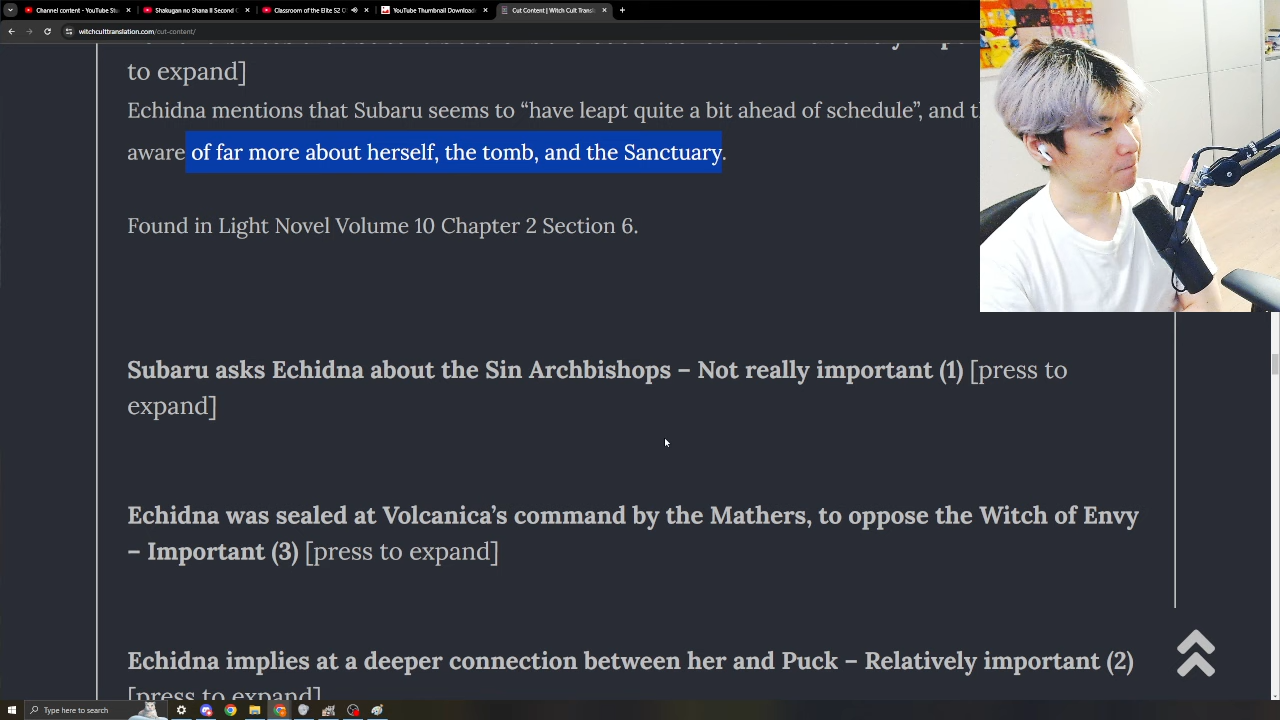 Channel content - YouTube Stu
Shakugan no Shana II Second
Classroom of the Elite S2 C
YouTube Thumbnail Download
Cut Content | Witch Cult Transl
witchculttranslation.com/cut-content/
to expand]
Echidna mentions that Subaru seems to “have leapt quite a bit ahead of schedule”, and
aware of far more about herself, the tomb, and the Sanctuary.
Found in Light Novel Volume 10 Chapter 2 Section 6.
Subaru asks Echidna about the Sin Archbishops – Not really important (1) [press to
expand]
Echidna was sealed at Volcanica’s command by the Mathers, to oppose the Witch of Envy
– Important (3) [press to expand]
Echidna implies at a deeper connection between her and Puck – Relatively important (2)
[press to expand]
Type here to search